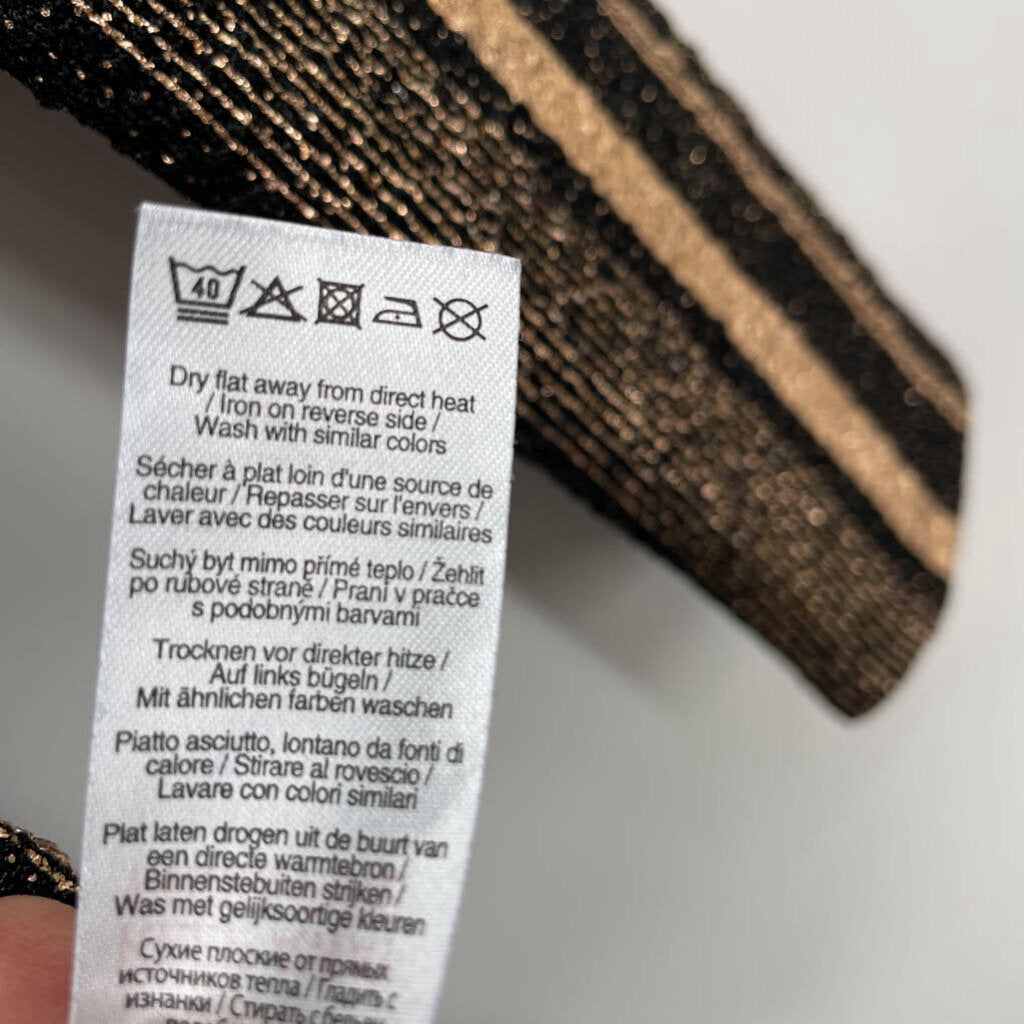 40
Dry flat away from direct heat
/ Iron on reverse side /
Wash with similar colors
Sécher à plat loin d'une source de
chaleur / Repasser sur l'envers /
Laver avec des couleurs similaires
Suchý byt mimo přímé teplo / Žehlit
po rubové straně / Praní v pračce
s podobnými barvami
Trocknen vor direkter hitze /
Auf links bügeln /
Mit ähnlichen farben waschen
Piatto asciutto, lontano da fonti di
calore / Stirare al rovescio /
Lavare con colori similari
Plat laten drogen uit de buurt van
een directe warmtebron /
Binnenstebuiten strijken /
Was met gelijksoortige kleuren
Сухие плоские от прямых
источников тепла / Гладить с
изнанки / Стирать с